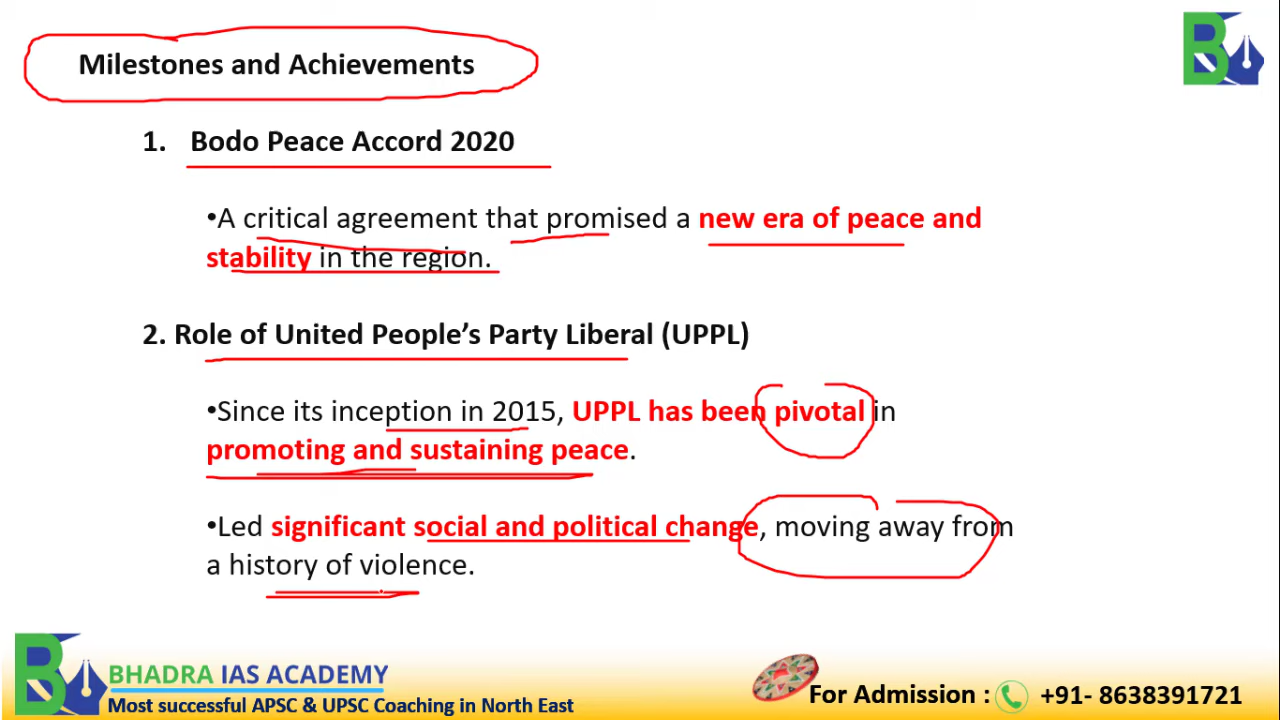 Milestones and Achievements
1. Bodo Peace Accord 2020
•A critical agreement that promised a new era of peace and
stability in the region.
2. Role of United People’s Party Liberal (UPPL)
•Since its inception in 2015, UPPL has been pivotal in
promoting and sustaining peace.
•Led significant social and political change, moving away from
a history of violence.
BHADRA IAS ACADEMY
Most successful APSC & UPSC Coaching in North East
For Admission : +91- 8638391721